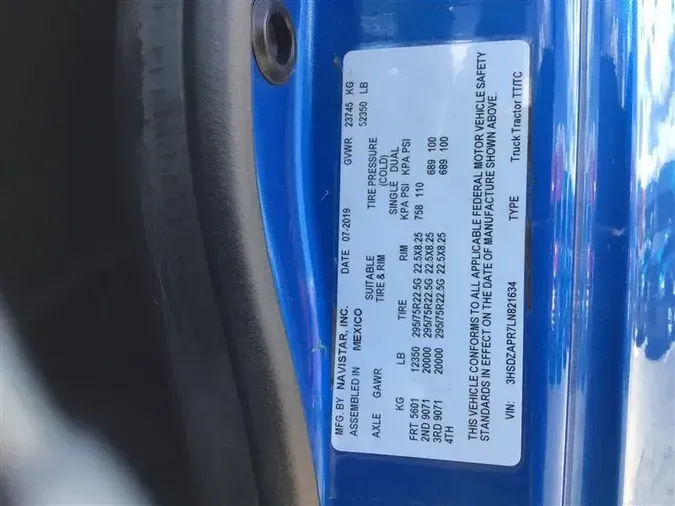 MFG. BY NAVISTAR, INC. DATE 07-2019 GVWR 23745 KG
ASSEMBLED IN MEXICO 52350 LB
SUITABLE TIRE PRESSURE
AXLE GAWR TIRE & RIM (COLD)
SINGLE DUAL
KG LB TIRE RIM KPA PSI KPA PSI
FRT 5601 12350 295/75R22.5G 22.5X8.25 758 110
2ND 9071 20000 295/75R22.5G 22.5X8.25 689 100
3RD 9071 20000 295/75R22.5G 22.5X8.25 689 100
4TH
THIS VEHICLE CONFORMS TO ALL APPLICABLE FEDERAL MOTOR VEHICLE SAFETY
STANDARDS IN EFFECT ON THE DATE OF MANUFACTURE SHOWN ABOVE.
VIN: 3HSDZAPR7LN821634 TYPE Truck Tractor TT/TC